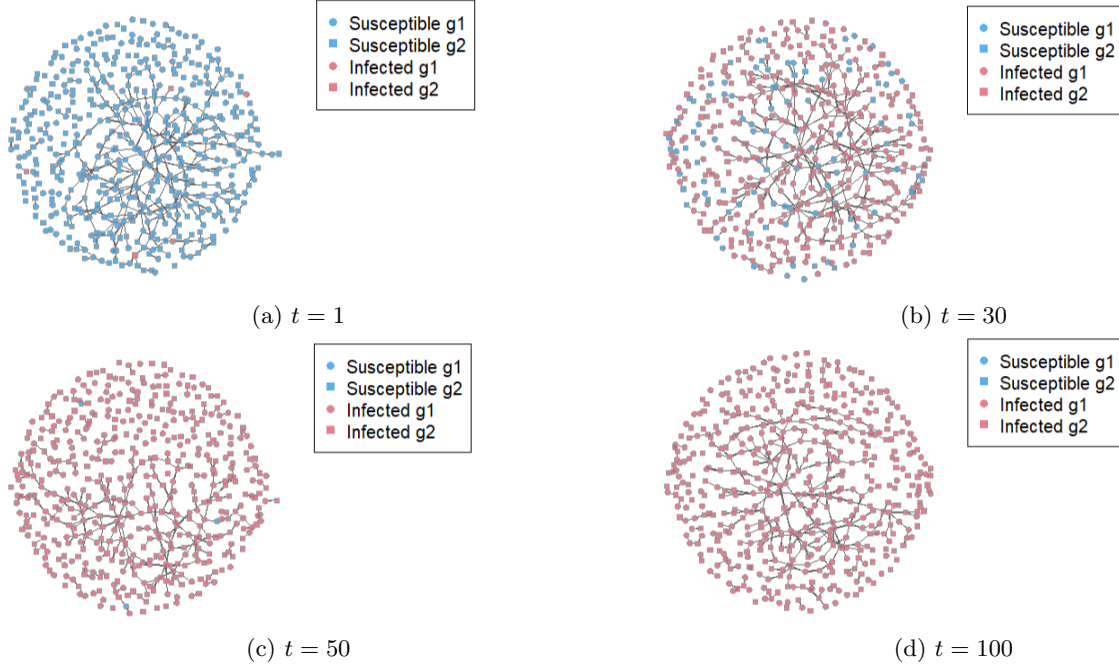 Susceptible g1
Susceptible g2
Infected g1
Infected g2
Susceptible g1
Susceptible g2
Infected g1
Infected g2
(a) t = 1
(b) t = 30
Susceptible g1
Susceptible g2
Infected g1
Infected g2
Susceptible g1
Susceptible g2
Infected g1
Infected g2
(c) t = 50
(d) t = 100